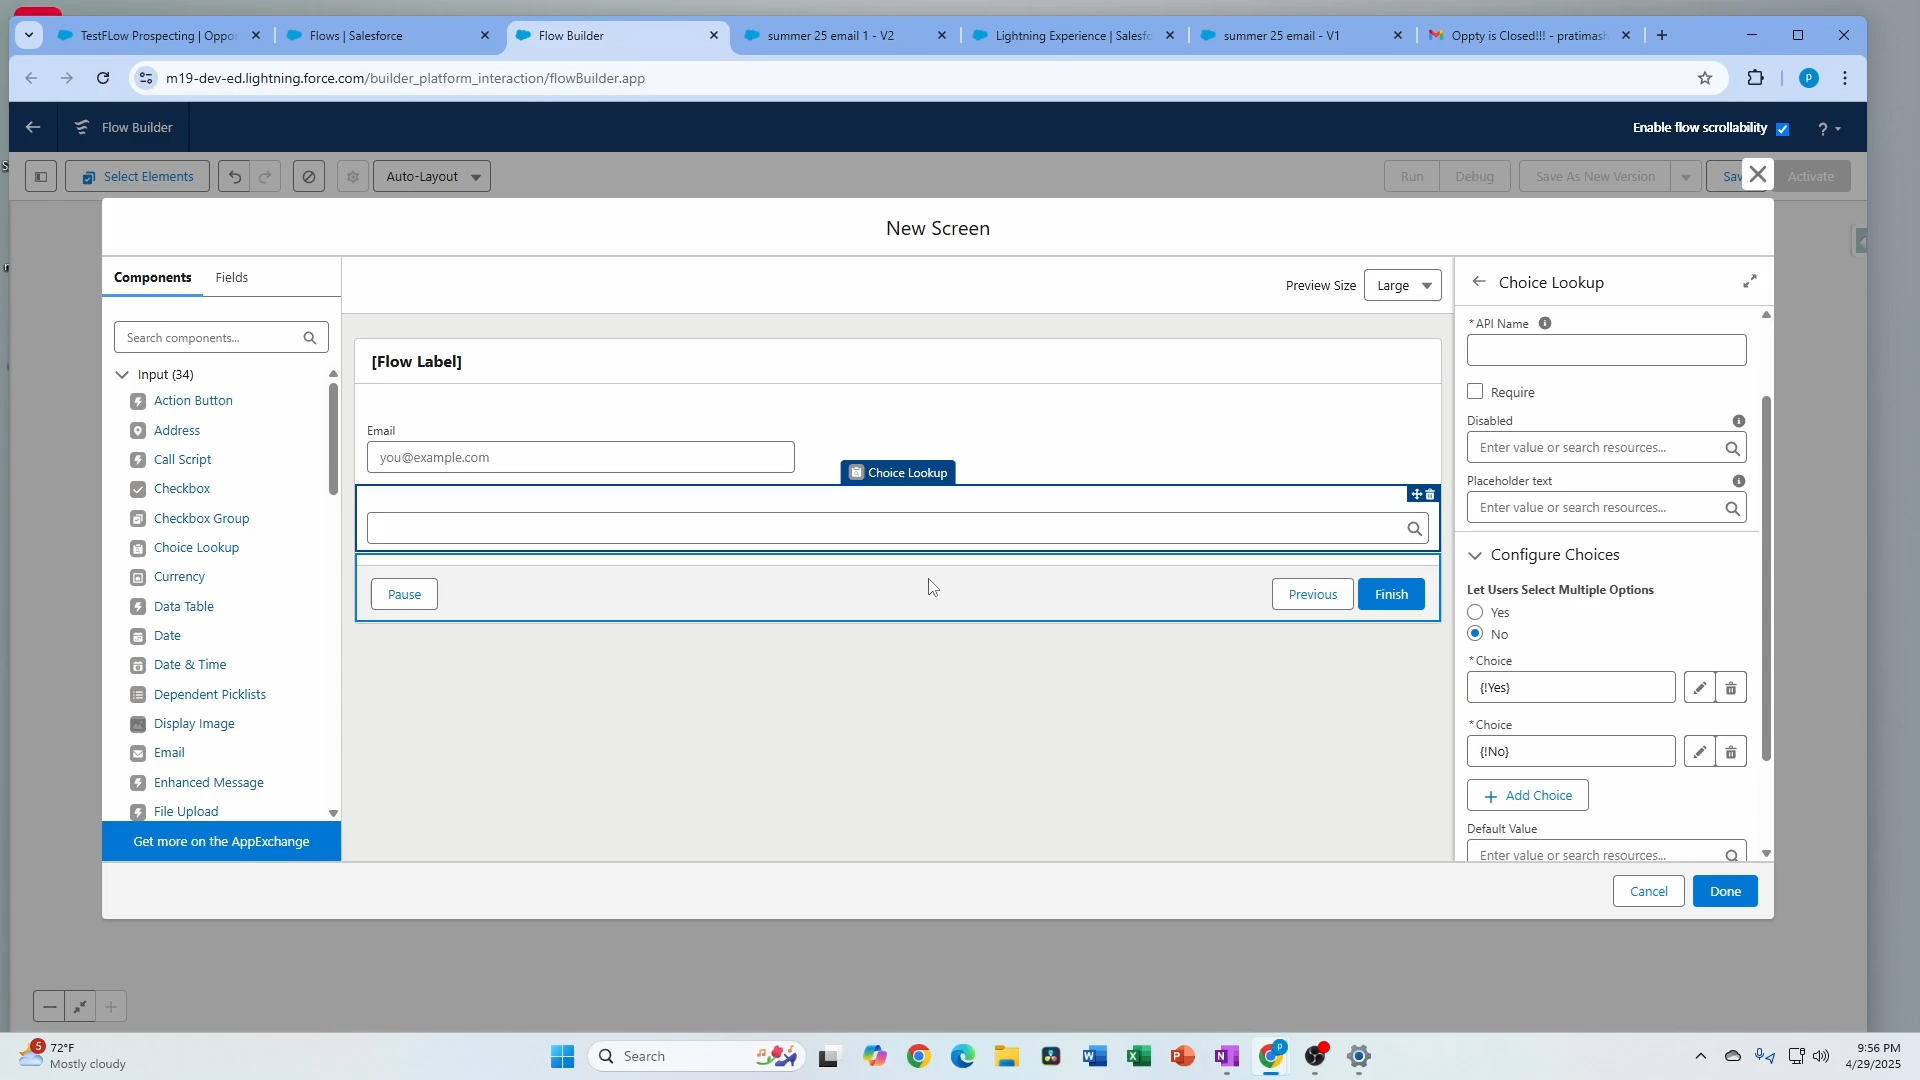 TestFLow Prospecting | Oppo
Flows | Salesforce
Flow Builder
summer 25 email 1 - V2
Lightning Experience | Salesfo
summer 25 email - V1
Oppty is Closed!!! - pratimash
m19-dev-ed.lightning.force.com/builder_platform_interaction/flowBuilder.app
P
Flow Builder
Enable flow scrollability
?
Select Elements
Auto-Layout
Run
Debug
Save As New Version
Sav
Activate
New Screen
Components
Fields
Preview Size
Large
Choice Lookup
Search components...
Input (34)
Action Button
Address
Call Script
Checkbox
Checkbox Group
Choice Lookup
Currency
Data Table
Date
Date & Time
Dependent Picklists
Display Image
Email
Enhanced Message
File Upload
Get more on the AppExchange
[Flow Label]
Email
you@example.com
Choice Lookup
Pause
Previous
Finish
*API Name
Require
Disabled
Enter value or search resources...
Placeholder text
Enter value or search resources...
Configure Choices
Let Users Select Multiple Options
Yes
No
*Choice
{!Yes}
*Choice
{!No}
+ Add Choice
Default Value
Enter value or search resources...
Cancel
Done
5
72°F
Mostly cloudy
Search
9:56 PM
4/29/2025